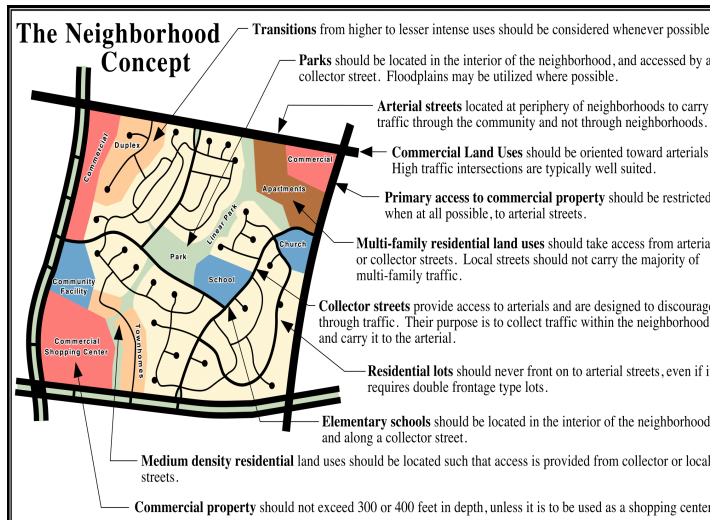 The Neighborhood
Concept
Transitions from higher to lesser intense uses should be considered whenever possible
Parks should be located in the interior of the neighborhood, and accessed by a
collector street. Floodplains may be utilized where possible.
Arterial streets located at periphery of neighborhoods to carry
traffic through the community and not through neighborhoods.
Commercial Land Uses should be oriented toward arterials
High traffic intersections are typically well suited.
Primary access to commercial property should be restricted
when at all possible, to arterial streets.
Multi-family residential land uses should take access from arteria
or collector streets. Local streets should not carry the majority of
multi-family traffic.
Collector streets provide access to arterials and are designed to discourage
through traffic. Their purpose is to collect traffic within the neighborhood
and carry it to the arterial.
Residential lots should never front on to arterial streets, even if i
requires double frontage type lots.
Elementary schools should be located in the interior of the neighborhood
and along a collector street.
Medium density residential land uses should be located such that access is provided from collector or local
streets.
Commercial property should not exceed 300 or 400 feet in depth, unless it is to be used as a shopping center
Commercial
Duplex
Commercial
Apartments
Linear Park
Park
Church
School
Community
Facility
Commercial
Shopping Center
Townhomes